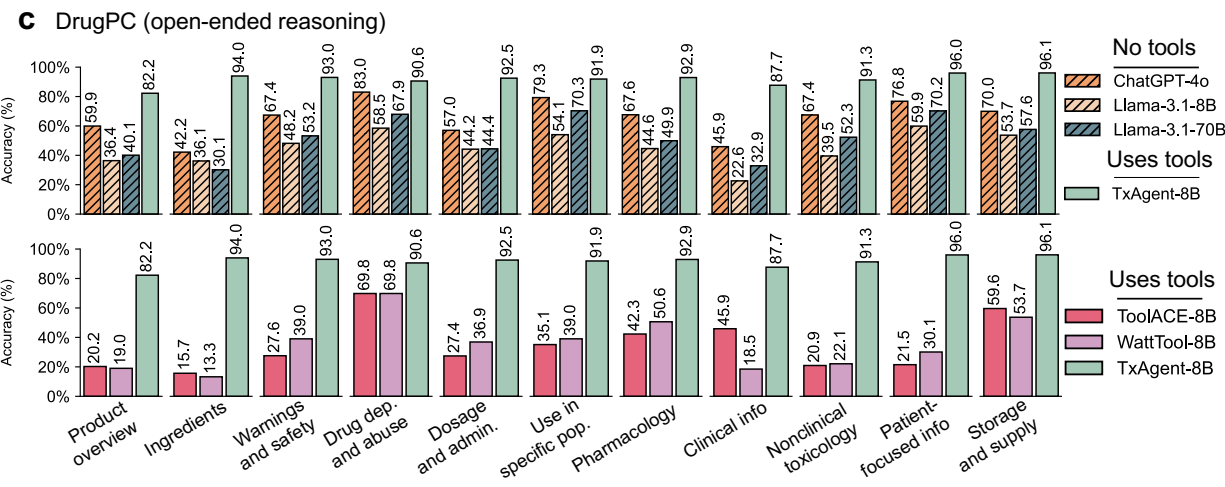 c DrugPC (open-ended reasoning)
Accuracy (%)
100%
80%
60%
40%
20%
0%
59.9 36.4 40.1 82.2
42.2 36.1 30.1 94.0
67.4 48.2 53.2 93.0
83.0 58.5 67.9 90.6
57.0 44.2 44.4 92.5
79.3 54.1 70.3 91.9
67.6 44.6 49.9 92.9
45.9 22.6 32.9 87.7
67.4 39.5 52.3 91.3
76.8 59.9 70.2 96.0
70.0 53.7 57.6 96.1
No tools
ChatGPT-4o
Llama-3.1-8B
Llama-3.1-70B
Uses tools
TxAgent-8B
Accuracy (%)
100%
80%
60%
40%
20%
0%
20.2 19.0 82.2
15.7 13.3 94.0
27.6 39.0 93.0
69.8 69.8 90.6
27.4 36.9 92.5
35.1 39.0 91.9
42.3 50.6 92.9
45.9 18.5 87.7
20.9 22.1 91.3
21.5 30.1 96.0
59.6 53.7 96.1
Uses tools
ToolACE-8B
WattTool-8B
TxAgent-8B
Product
overview
Ingredients
Warnings
and safety
Drug dep.
and abuse
Dosage
and admin.
Use in
specific pop.
Pharmacology
Clinical info
Nonclinical
toxicology
Patient-
focused info
Storage
and supply